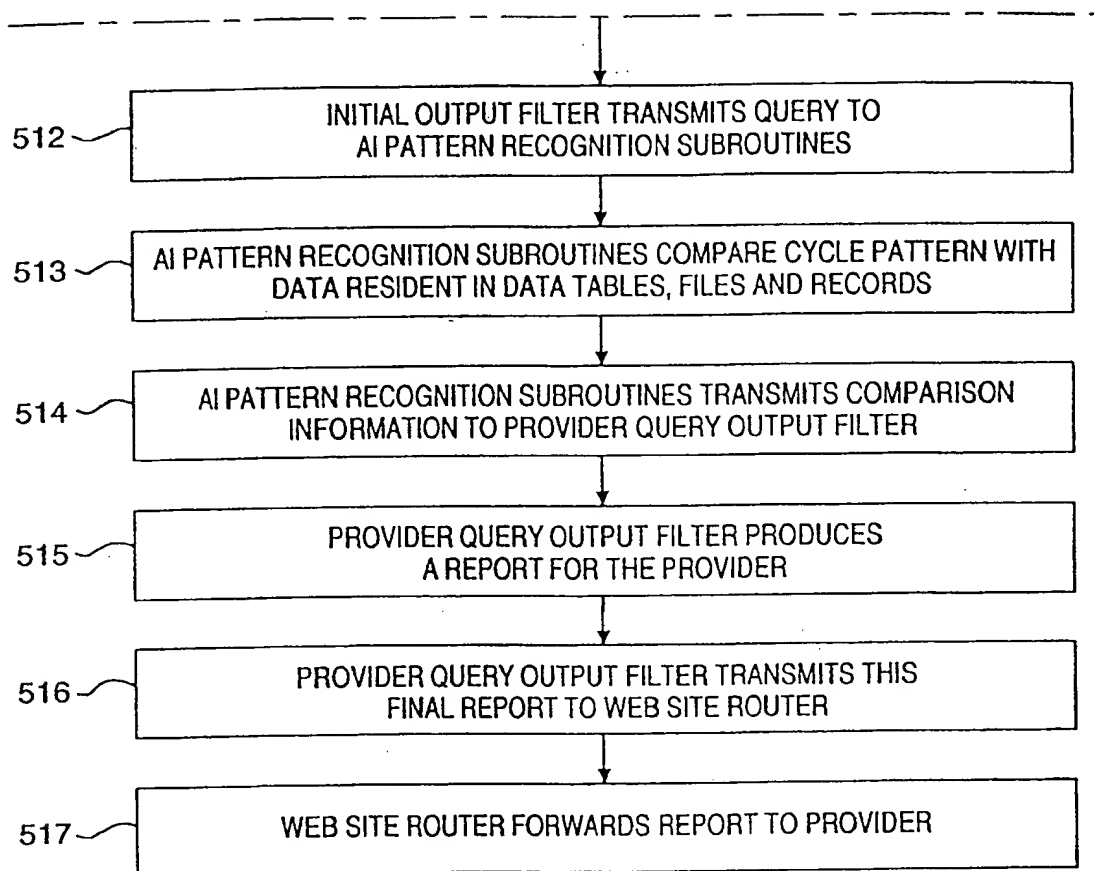 512
INITIAL OUTPUT FILTER TRANSMITS QUERY TO
AI PATTERN RECOGNITION SUBROUTINES
513
AI PATTERN RECOGNITION SUBROUTINES COMPARE CYCLE PATTERN WITH
DATA RESIDENT IN DATA TABLES, FILES AND RECORDS
514
AI PATTERN RECOGNITION SUBROUTINES TRANSMITS COMPARISON
INFORMATION TO PROVIDER QUERY OUTPUT FILTER
515
PROVIDER QUERY OUTPUT FILTER PRODUCES
A REPORT FOR THE PROVIDER
516
PROVIDER QUERY OUTPUT FILTER TRANSMITS THIS
FINAL REPORT TO WEB SITE ROUTER
517
WEB SITE ROUTER FORWARDS REPORT TO PROVIDER